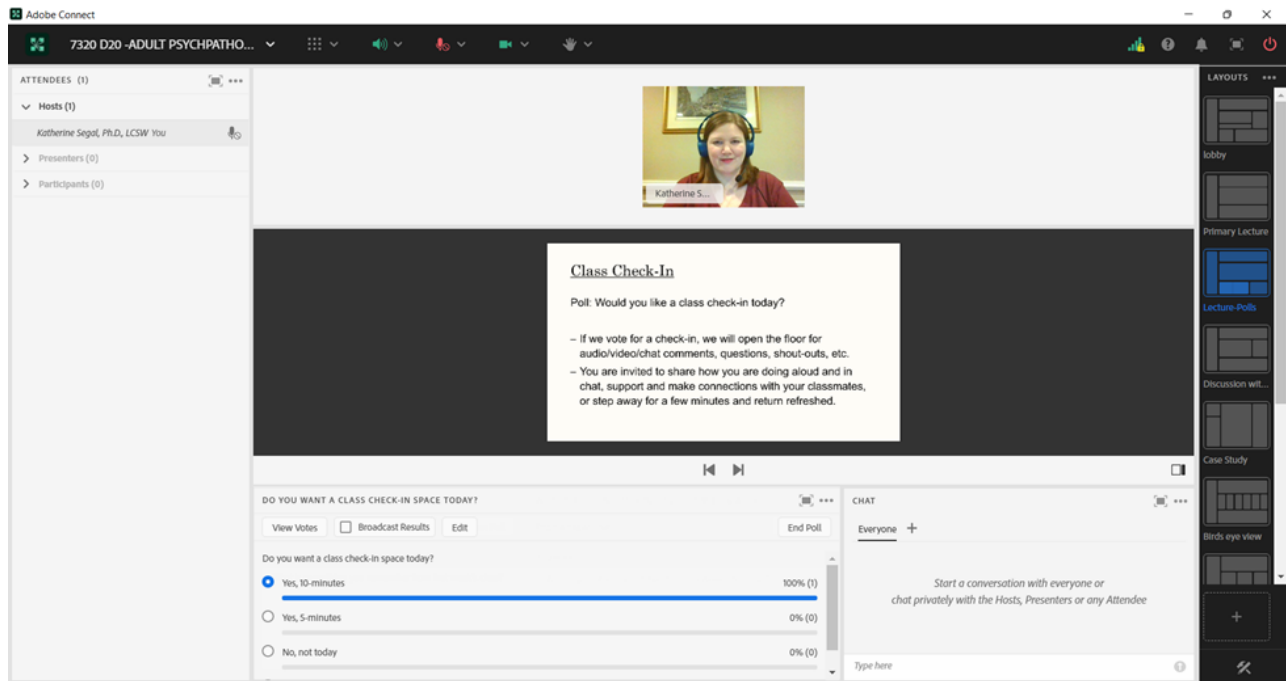 Adobe Connect
7320 D20 -ADULT PSYCHPATHO...
ATTENDEES (1)
Hosts (1)
Katherine Segal, Ph.D., LCSW You
Presenters (0)
Participants (0)
Katherine S...
Class Check-In
Poll: Would you like a class check-in today?
– If we vote for a check-in, we will open the floor for
audio/video/chat comments, questions, shout-outs, etc.
– You are invited to share how you are doing aloud and in
chat, support and make connections with your classmates,
or step away for a few minutes and return refreshed.
DO YOU WANT A CLASS CHECK-IN SPACE TODAY?
View Votes Broadcast Results Edit End Poll
Do you want a class check-in space today?
Yes, 10-minutes 100% (1)
Yes, 5-minutes 0% (0)
No, not today 0% (0)
CHAT
Everyone
Start a conversation with everyone or
chat privately with the Hosts, Presenters or any Attendee
Type here
LAYOUTS
lobby
Primary Lecture
Lecture-Polls
Discussion wit...
Case Study
Birds eye view